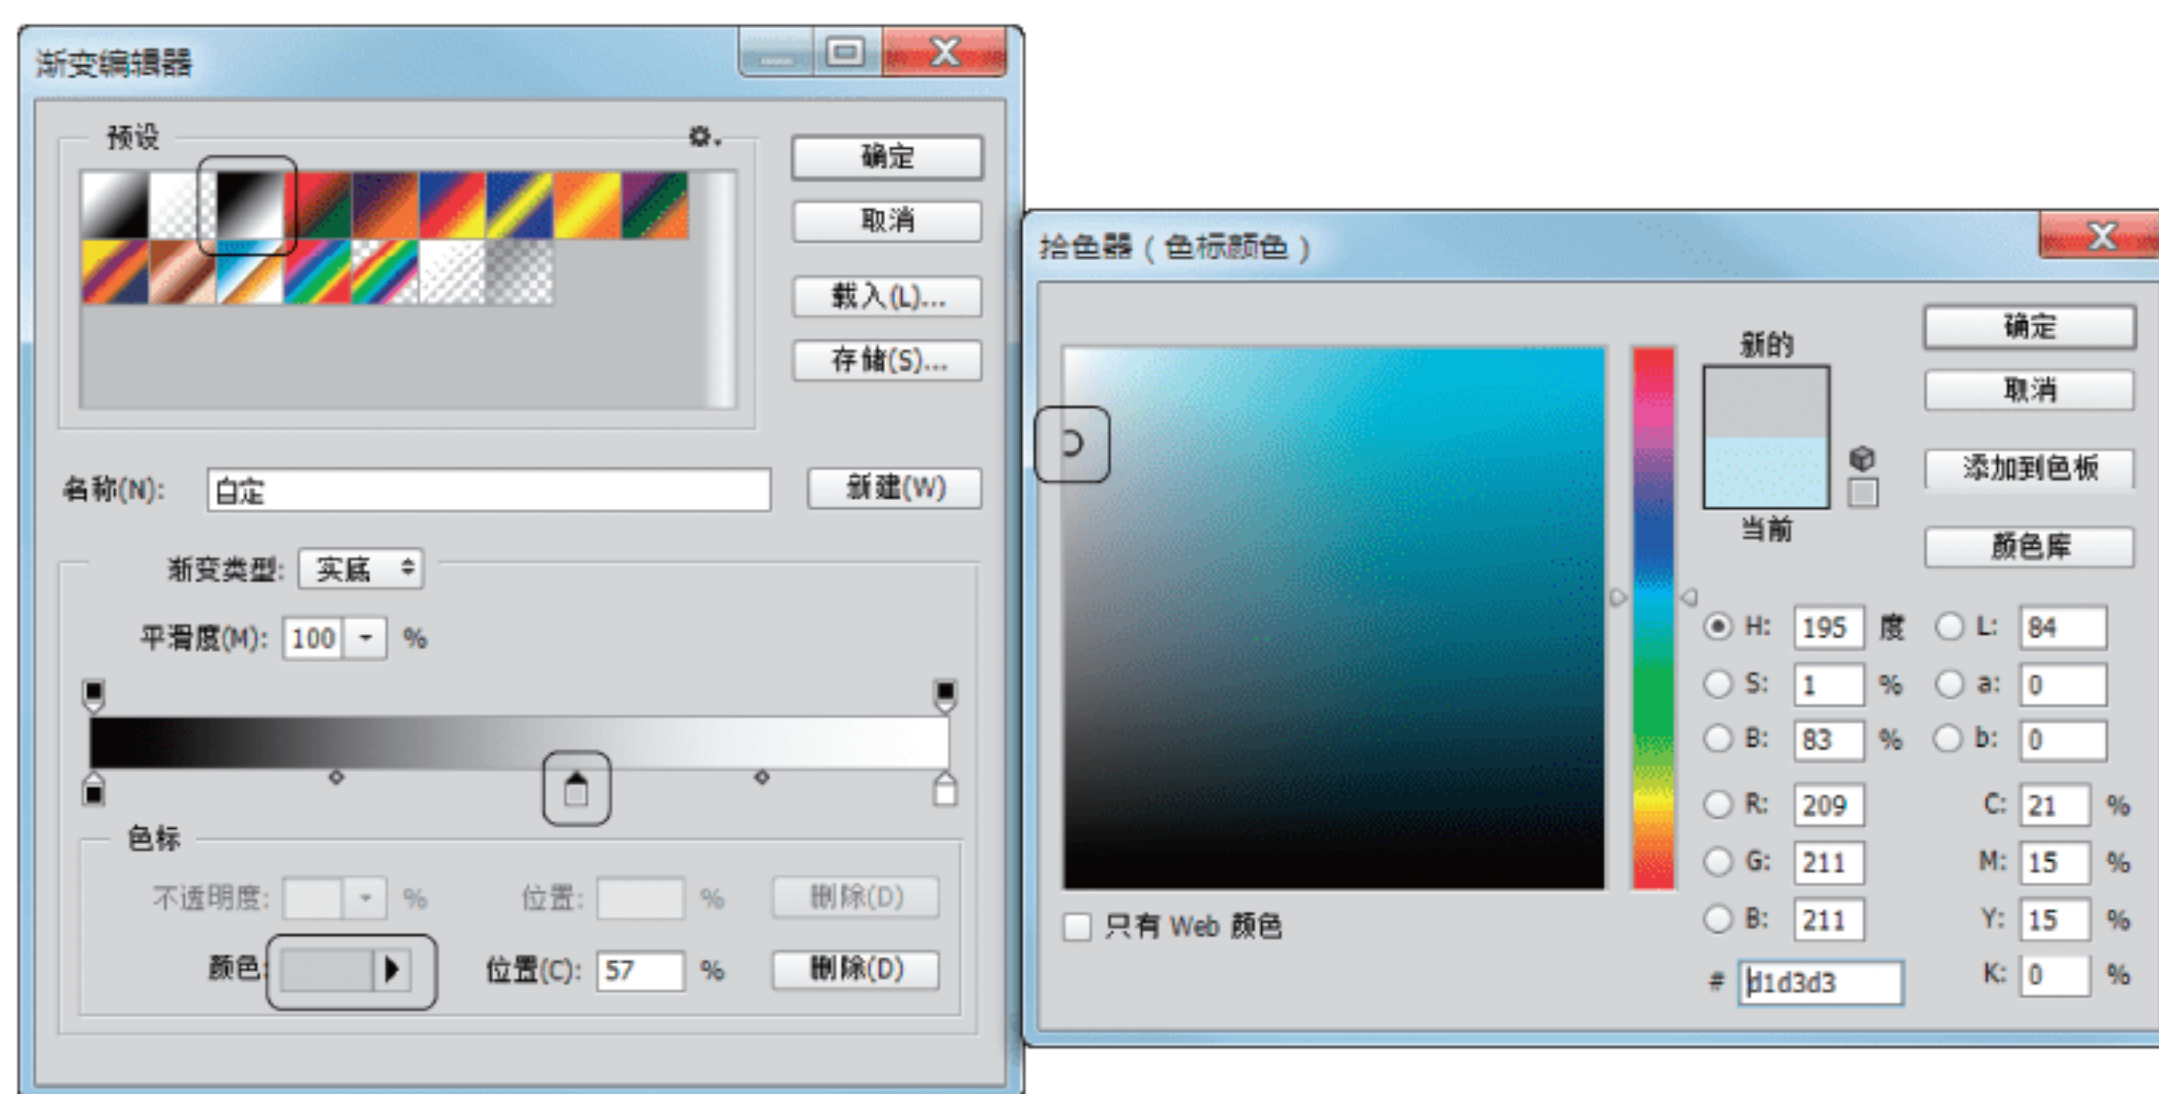 渐变编辑器
预设
确定
取消
载入(L)...
存储(S)...
名称(N): 自定 新建(W)
渐变类型: 实底
平滑度(M): 100 %
色标
不透明度: % 位置: % 删除(D)
颜色: 位置(C): 57 % 删除(D)
拾色器（色标颜色）
新的
当前
确定
取消
添加到色板
颜色库
H: 195 度 L: 84
S: 1 % a: 0
B: 83 % b: 0
R: 209 C: 21 %
G: 211 M: 15 %
B: 211 Y: 15 %
# d1d3d3 K: 0 %
只有 Web 颜色